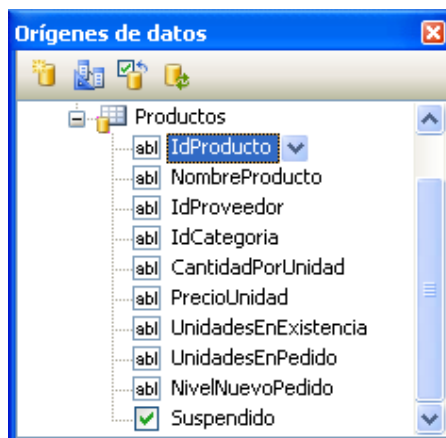 Orígenes de datos
Productos
abl IdProducto
abl NombreProducto
abl IdProveedor
abl IdCategoria
abl CantidadPorUnidad
abl PrecioUnidad
abl UnidadesEnExistencia
abl UnidadesEnPedido
abl NivelNuevoPedido
Suspendido